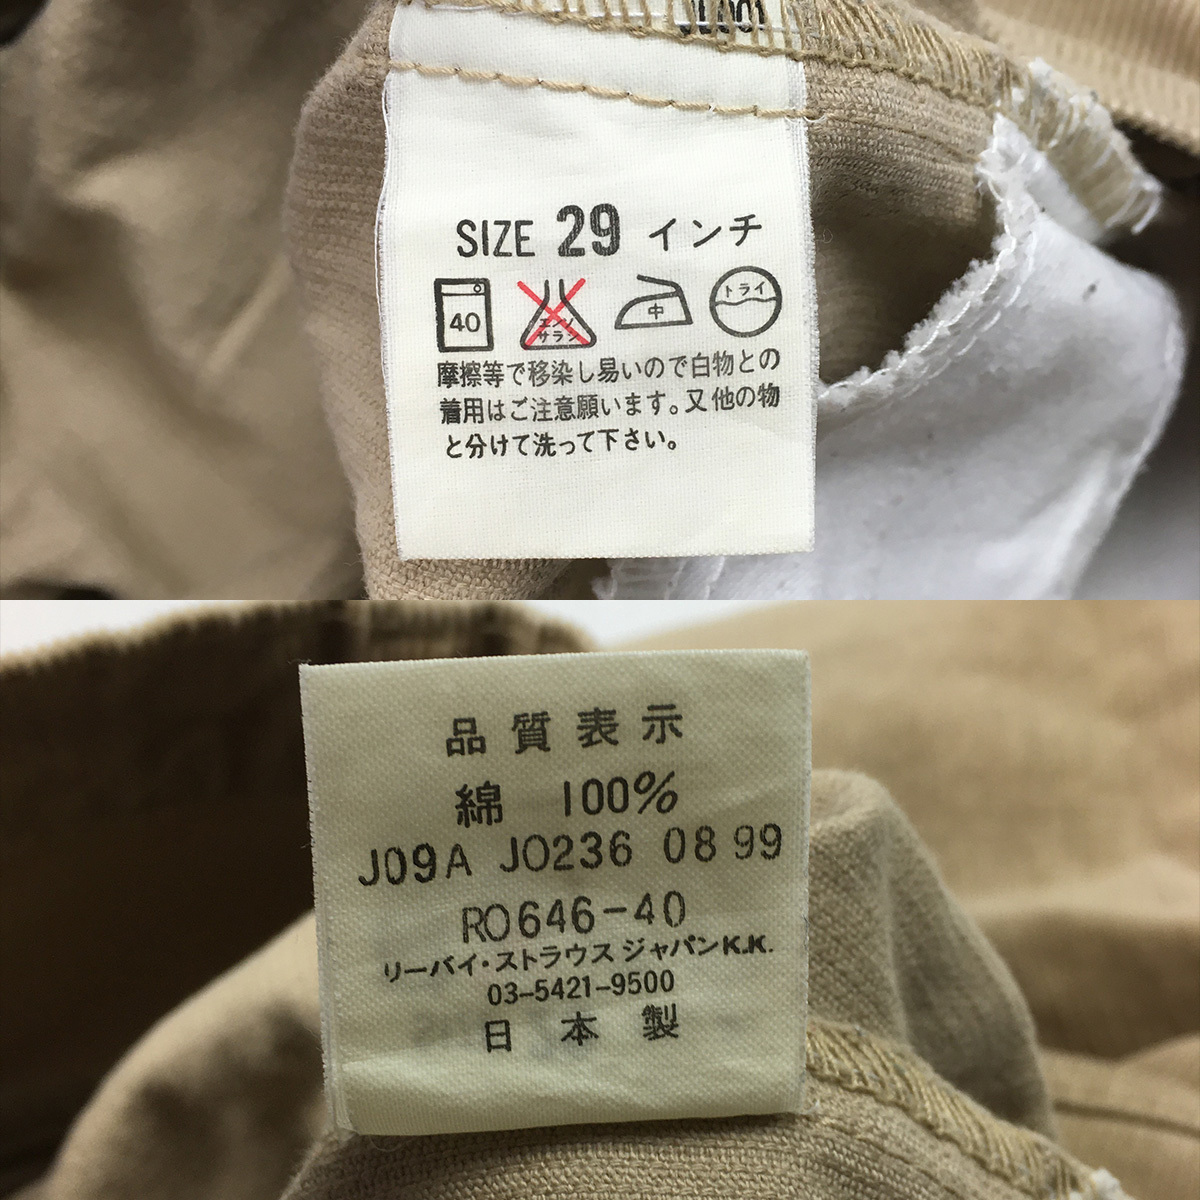 SIZE 29 インチ
40 エンソ サラシ 中 ドライ
摩擦等で移染し易いので白物との
着用はご注意願います。又他の物
と分けて洗って下さい。
品質表示
綿 100%
J09A J0236 08 99
R0646-40
リーバイ・ストラウス ジャパンK.K.
03-5421-9500
日本製